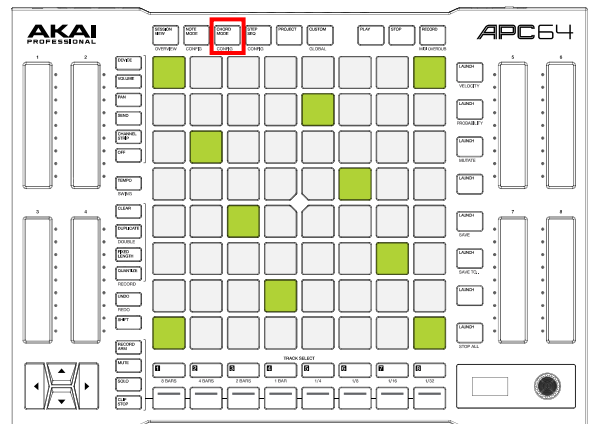 AKAI
PROFESSIONAL
SESSION VIEW
NOTE MODE
CHORD MODE
STEP SEQ
PROJECT
CUSTOM
PLAY
STOP
RECORD
APC64
OVERVIEW
CONFIG
CONFIG
CONFIG
GLOBAL
MIDI OVERDUB
1
2
DEVICE
VOLUME
PAN
SEND
CHANNEL
STRIP
OFF
TEMPO
SWING
3
4
CLEAR
DUPLICATE
DOUBLE
FIXED
LENGTH
QUANTIZE
RECORD
UNDO
REDO
SHIFT
RECORD
ARM
MUTE
SOLO
CLIP
STOP
5
6
LAUNCH
VELOCITY
LAUNCH
PROBABILITY
LAUNCH
MUTATE
LAUNCH
7
8
LAUNCH
SAVE
LAUNCH
SAVE TO...
LAUNCH
LAUNCH
STOP ALL
TRACK SELECT
1
2
3
4
5
6
7
8
8 BARS
4 BARS
2 BARS
1 BAR
1/4
1/8
1/16
1/32